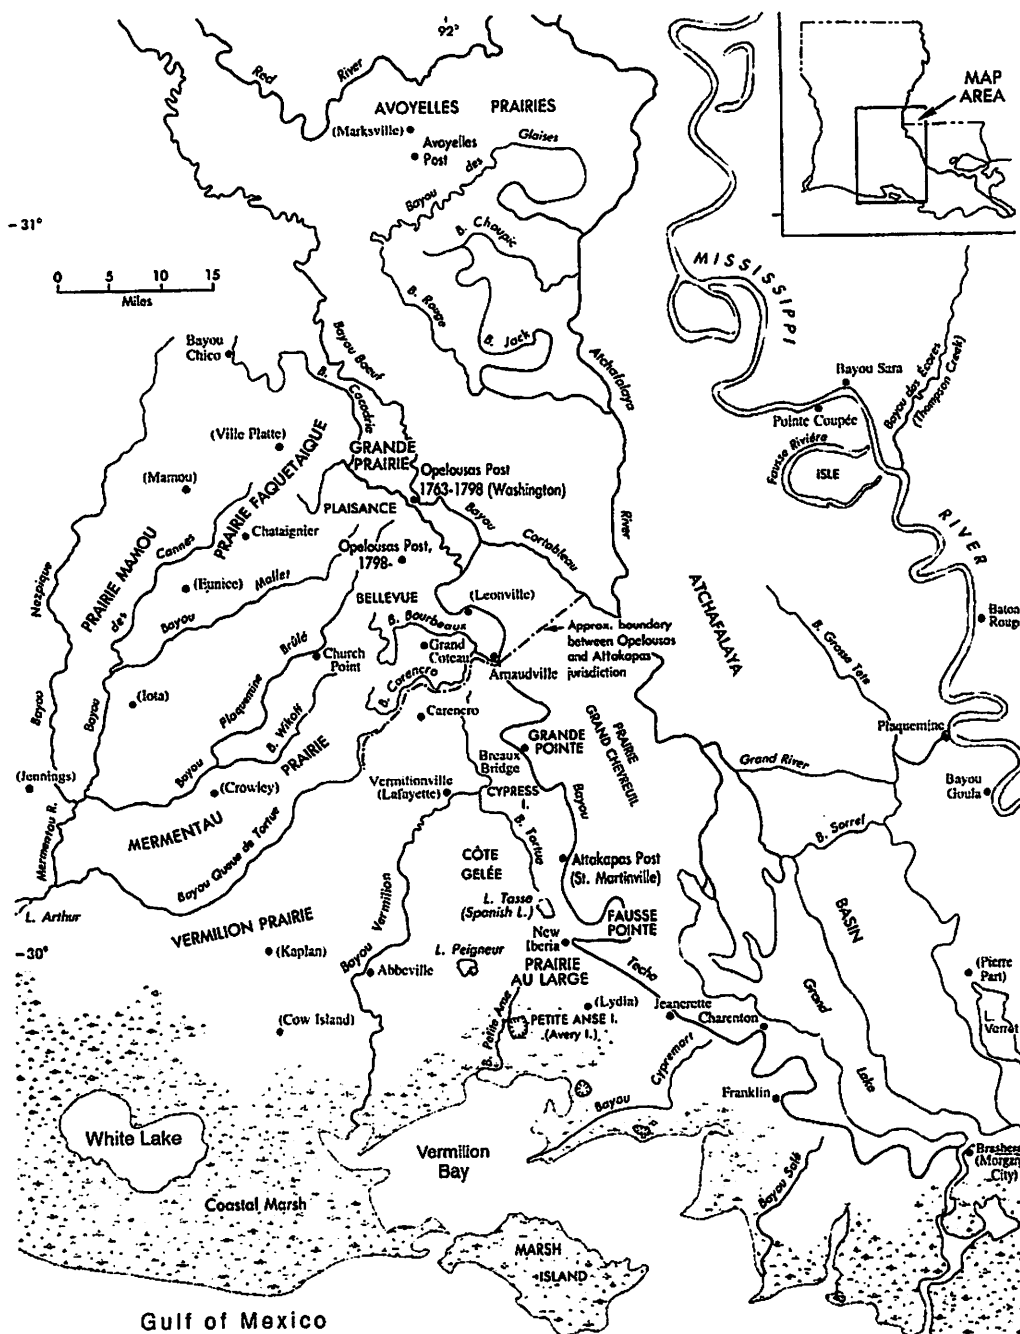 92°
MAP
AREA
Red
River
AVOYELLES PRAIRIES
(Marksville)
Avoyelles
Post
Bayou des Glaises
-31°
B. Choupic
MISSISSIPPI
0 5 10 15
Miles
B. Rouge
B. Jack
Bayou
Chico
Bayou Boeuf
B. Cocodrie
Atchafalaya
Bayou Sara
Bayou des Écores
(Thompson Creek)
Pointe Coupée
(Ville Platte)
GRANDE
PRAIRIE
Fausse Rivière
ISLE
(Mamou)
PRAIRIE FAQUETAIQUE
Opelousas Post
1763-1798 (Washington)
PLAISANCE
Bayou Cortableau
River
RIVER
Chataignier
Opelousas Post,
1798-
PRAIRIE MAMOU
des Cannes
Nezpique
(Eunice)
Bayou Mallet
BELLEVUE
(Leonville)
ATCHAFALAYA
Baton
Rouge
B. Bourbeaux
Approx. boundary
between Opelousas
and Attakapas
jurisdiction
B. Grosse Tete
Church
Point
Grand
Coteau
Arnaudville
Plaquemine Brûlé
B. Carencro
(Iota)
Bayou
Bayou
B. Wikoff
Carencro
PRAIRIE
GRAND CHEVREUIL
Plaquemine
GRANDE
POINTE
PRAIRIE
Breaux
Bridge
Grand River
(Jennings)
Bayou
(Crowley)
Vermilionville
(Lafayette)
CYPRESS
I.
Bayou
Bayou
Goula
MERMENTAU
Mermentau R.
B. Tortue
B. Sorrel
Bayou Queue de Tortue
CÔTE
GELÉE
Attakapas Post
(St. Martinville)
L. Arthur
L. Tasse
(Spanish L.)
FAUSSE
POINTE
BASIN
VERMILION PRAIRIE
Bayou Vermilion
New
Iberia
-30°
(Kaplan)
L. Peigneur
PRAIRIE
AU LARGE
Teche
(Pierre
Part)
Abbeville
(Lydia)
Jeanerette
Grand
(Cow Island)
B. Petite Anse
PETITE ANSE I.
(Avery I.)
Charenton
L.
Verret
Bayou Cypremort
Franklin
Lake
White Lake
Vermilion
Bay
Brashear
(Morgan
City)
Bayou Salé
Coastal Marsh
MARSH
ISLAND
Gulf of Mexico